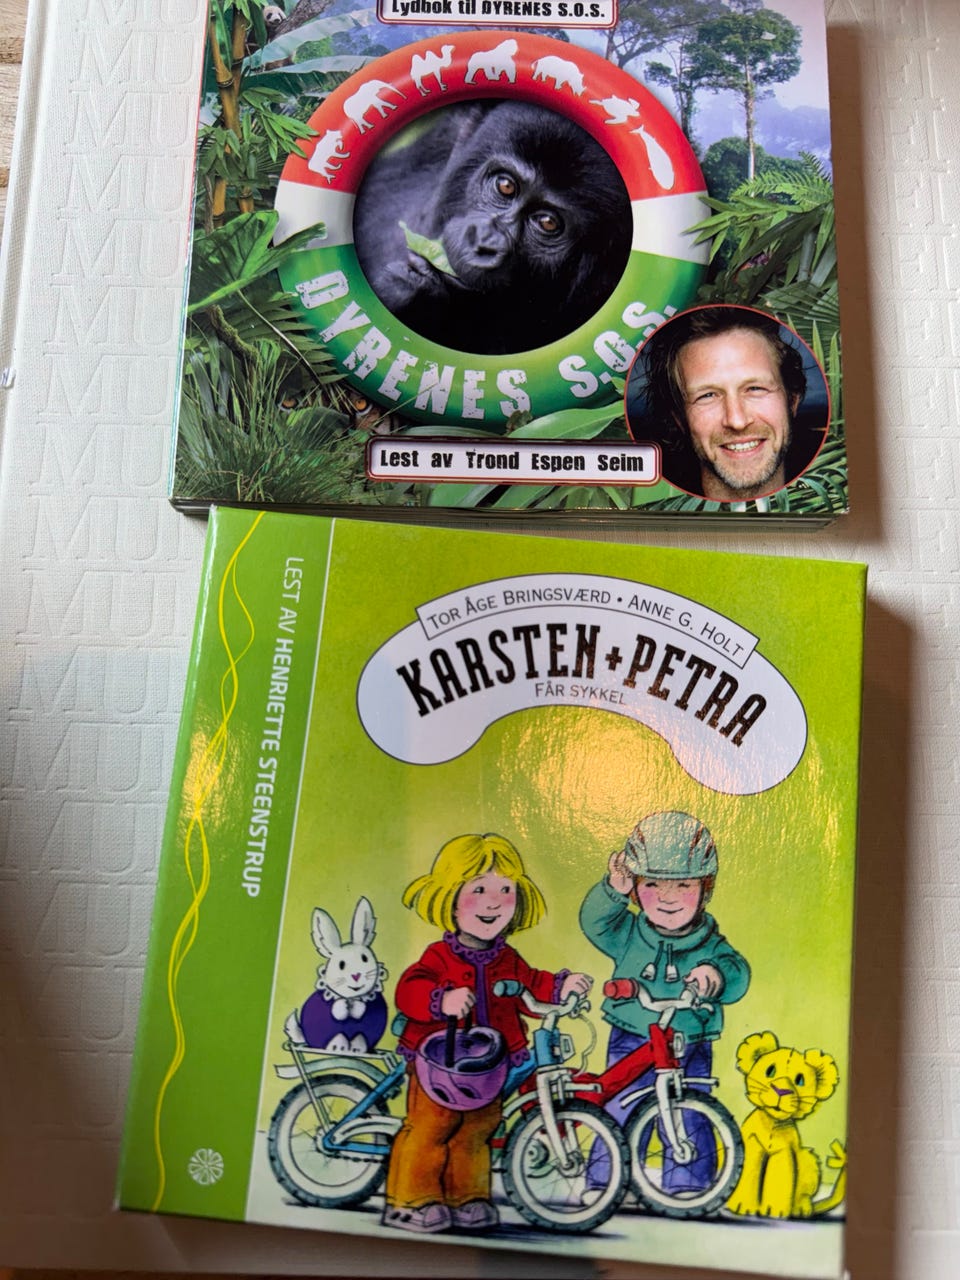 Lydbok til DYRENES S.O.S.
DYRENES S.O.S.
Lest av Trond Espen Seim
LEST AV HENRIETTE STEENSTRUP
TOR ÅGE BRINGSVÆRD • ANNE G. HOLT
KARSTEN + PETRA
FÅR SYKKEL